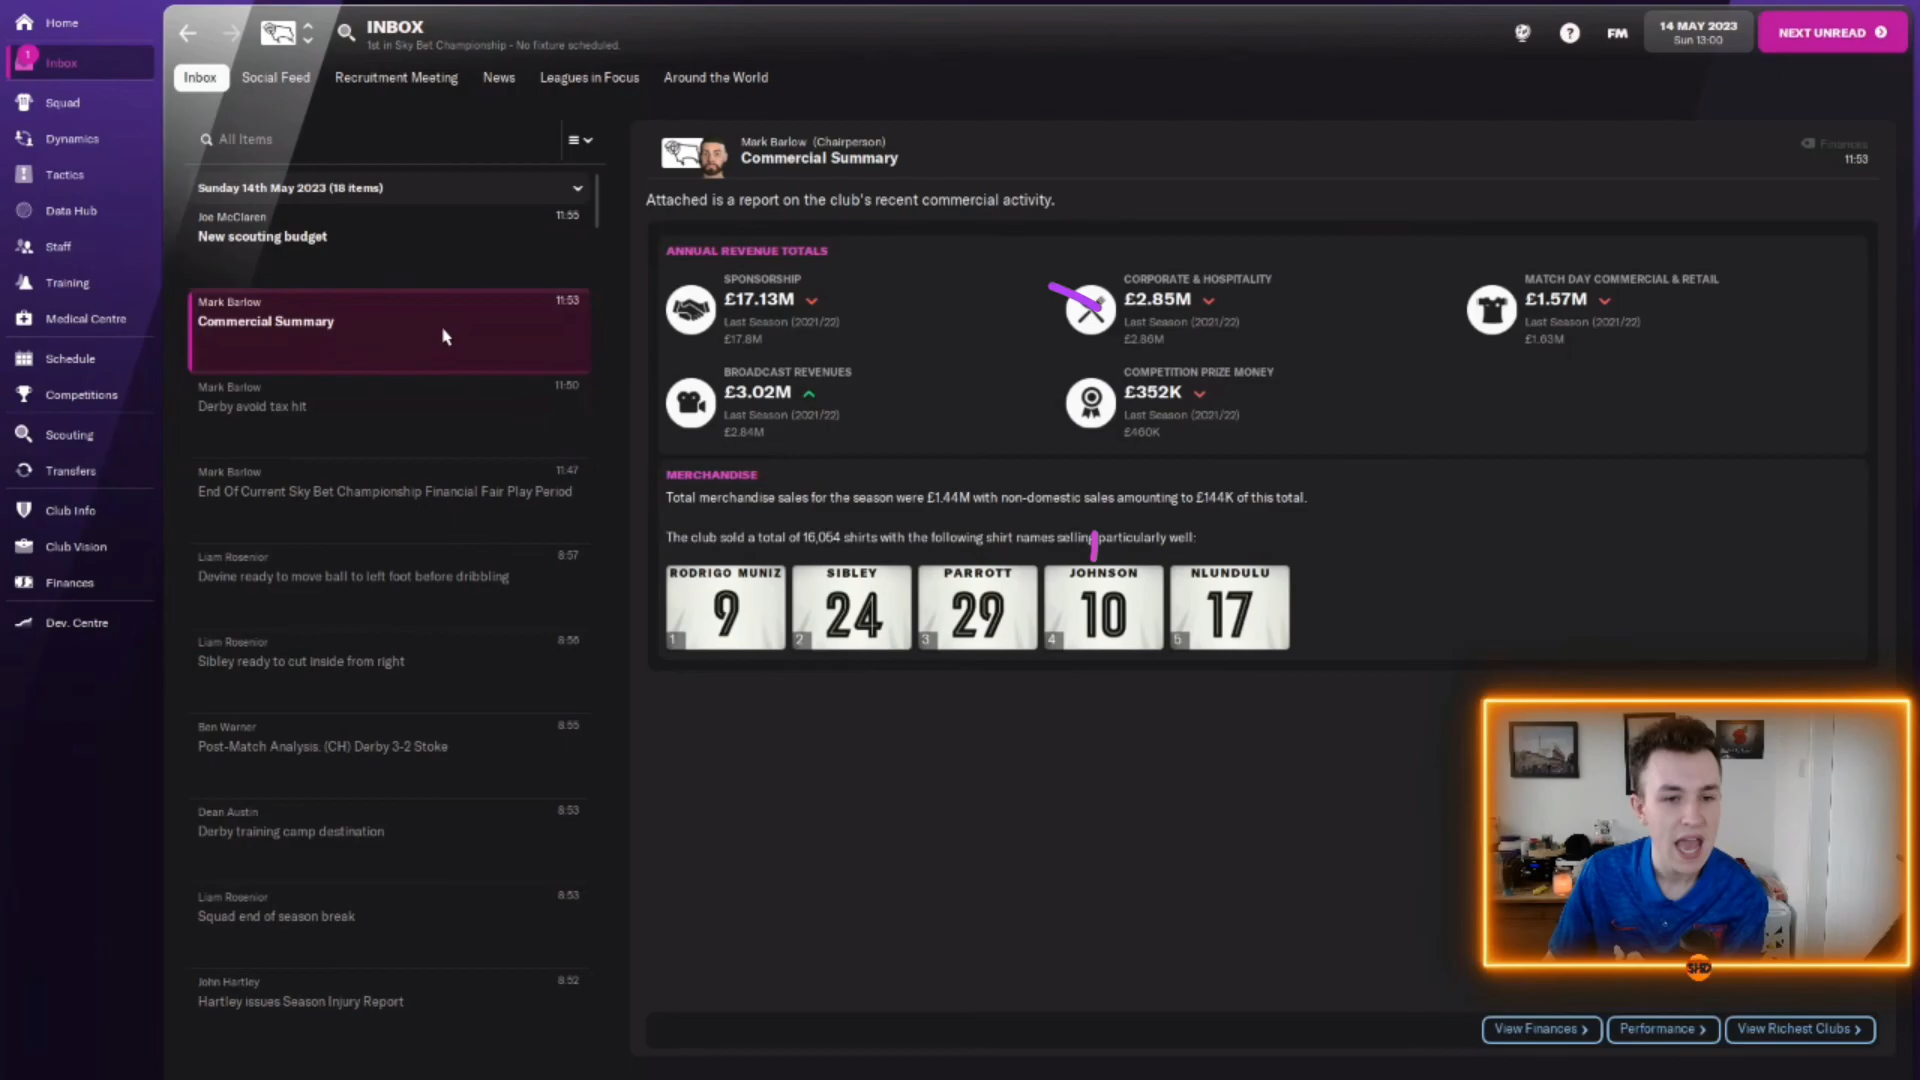 Home
1
Inbox
Squad
Dynamics
Tactics
Data Hub
Staff
Training
Medical Centre
Schedule
Competitions
Scouting
Transfers
Club Info
Club Vision
Finances
Dev. Centre
INBOX
1st in Sky Bet Championship - No fixture scheduled.
?
FM
14 MAY 2023
Sun 13:00
NEXT UNREAD
Inbox
Social Feed
Recruitment Meeting
News
Leagues in Focus
Around the World
All Items
Sunday 14th May 2023 (18 items)
Joe McClaren
11:55
New scouting budget
Mark Barlow
11:53
Commercial Summary
Mark Barlow
11:50
Derby avoid tax hit
Mark Barlow
11:47
End Of Current Sky Bet Championship Financial Fair Play Period
Liam Rosenior
8:57
Devine ready to move ball to left foot before dribbling
Liam Rosenior
8:56
Sibley ready to cut inside from right
Ben Warner
8:55
Post-Match Analysis: (CH) Derby 3-2 Stoke
Dean Austin
8:53
Derby training camp destination
Liam Rosenior
8:53
Squad end of season break
John Hartley
8:52
Hartley issues Season Injury Report
Mark Barlow (Chairperson)
Commercial Summary
Finances
11:53
Attached is a report on the club's recent commercial activity.
ANNUAL REVENUE TOTALS
SPONSORSHIP
£17.13M
Last Season (2021/22)
£17.8M
CORPORATE & HOSPITALITY
£2.85M
Last Season (2021/22)
£2.86M
MATCH DAY COMMERCIAL & RETAIL
£1.57M
Last Season (2021/22)
£1.63M
BROADCAST REVENUES
£3.02M
Last Season (2021/22)
£2.84M
COMPETITION PRIZE MONEY
£352K
Last Season (2021/22)
£460K
MERCHANDISE
Total merchandise sales for the season were £1.44M with non-domestic sales amounting to £144K of this total.
The club sold a total of 16,054 shirts with the following shirt names selling particularly well:
RODRIGO MUNIZ
9
1
SIBLEY
24
2
PARROTT
29
3
JOHNSON
10
4
NLUNDULU
17
5
SHD
View Finances
Performance
View Richest Clubs